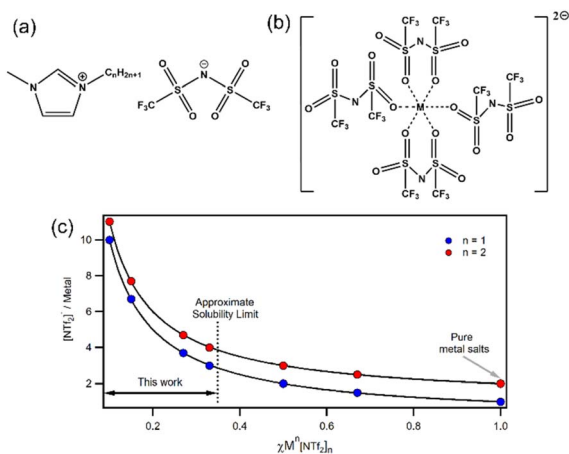 (a)
CₙH₂ₙ₊₁
N
N
⊕
⊖
N
S
S
O
O
O
O
F₃C
CF₃
(b)
2⊖
CF₃
CF₃
O
S
N
S
O
O
O
O
O
O
S
N
S
O
O
CF₃
CF₃
O
M
O
S
N
S
O
CF₃
CF₃
O
O
O
O
O
O
S
N
S
O
CF₃
CF₃
(c)
[NTf₂]⁻ / Metal
10
8
6
4
2
n = 1
n = 2
Approximate
Solubility Limit
Pure
metal salts
This work
0.2
0.4
0.6
0.8
1.0
χMⁿ[NTf₂]ₙ